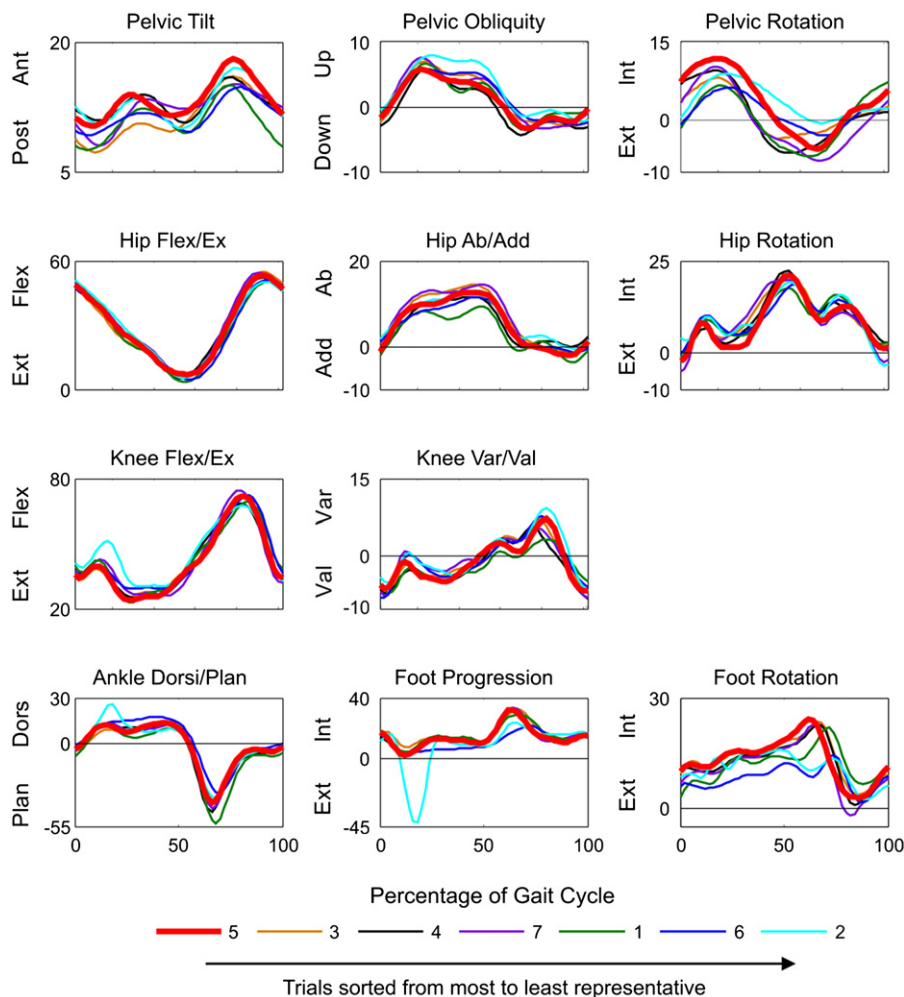 Pelvic Tilt
Pelvic Obliquity
Pelvic Rotation
20
5
Ant
Post
10
0
-10
Up
Down
15
0
-10
Int
Ext
Hip Flex/Ex
Hip Ab/Add
Hip Rotation
60
0
Flex
Ext
20
0
-10
Ab
Add
25
0
-10
Int
Ext
Knee Flex/Ex
Knee Var/Val
80
20
Flex
Ext
15
0
-10
Var
Val
Ankle Dorsi/Plan
Foot Progression
Foot Rotation
30
0
-55
Dors
Plan
40
0
-45
Int
Ext
30
0
Int
Ext
0 50 100
0 50 100
0 50 100
Percentage of Gait Cycle
5 3 4 7 1 6 2
Trials sorted from most to least representative